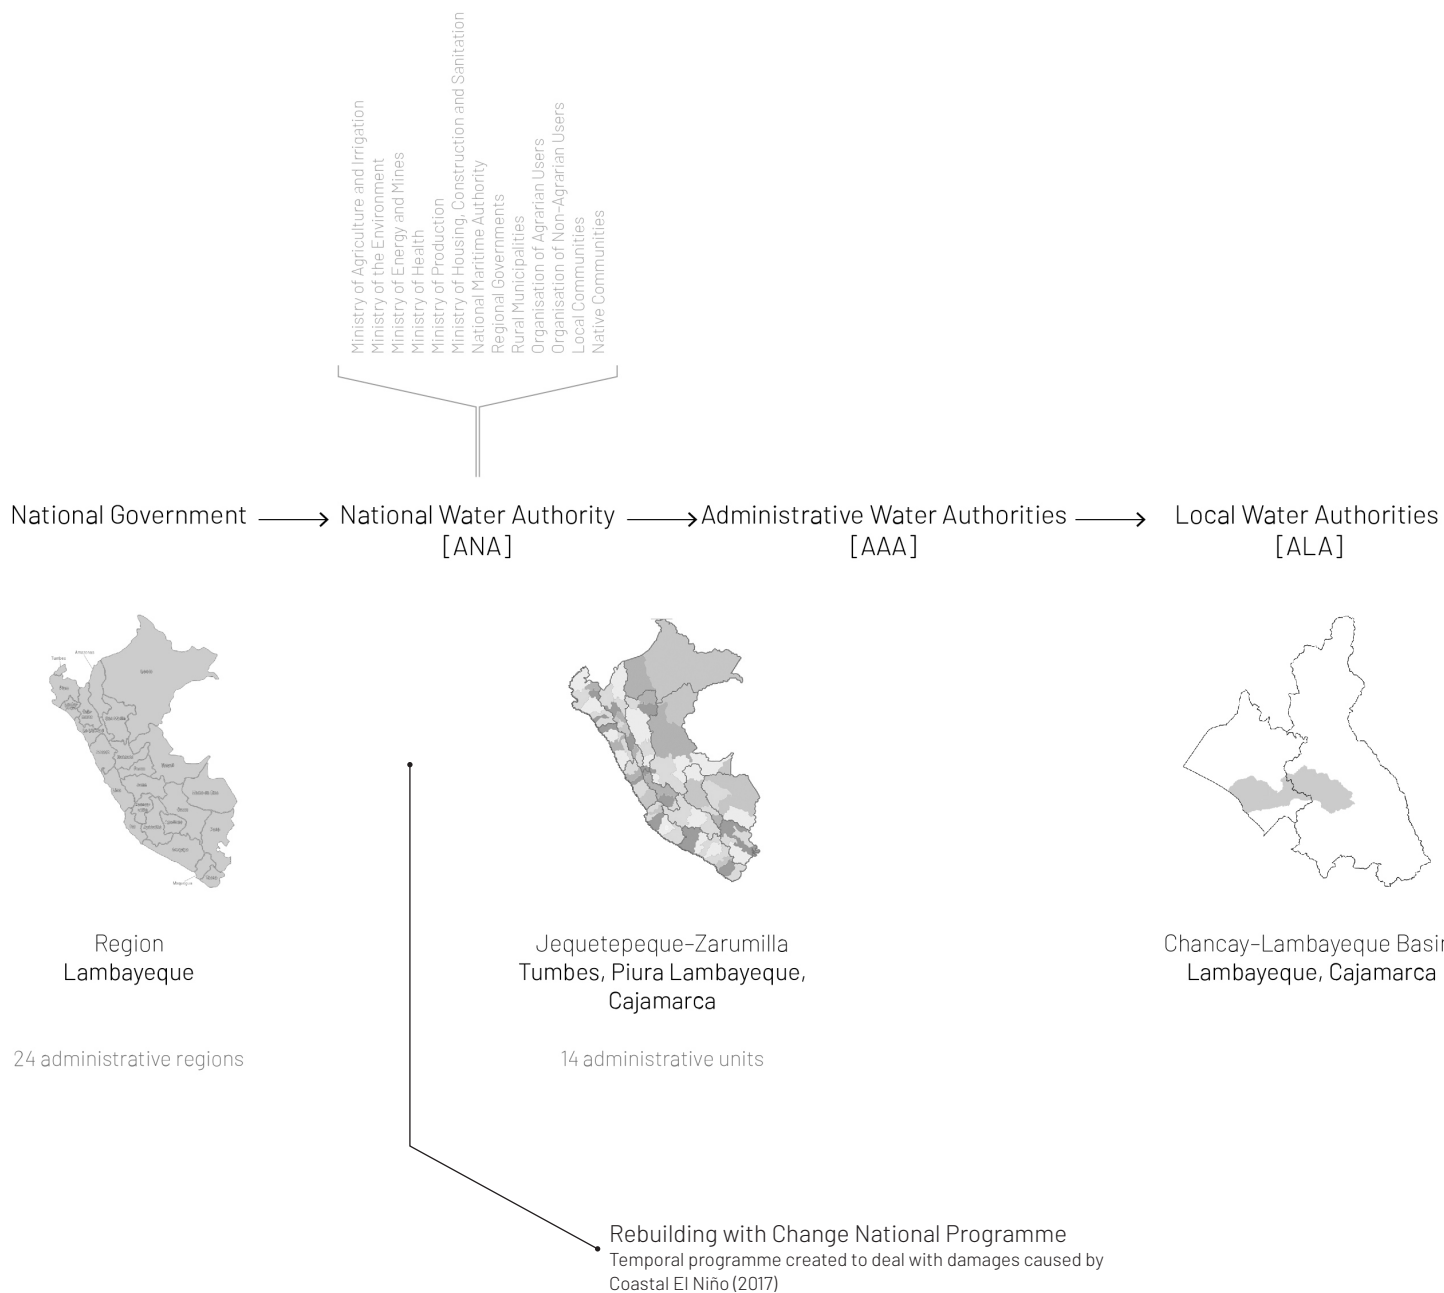 Ministry of Agriculture and Irrigation
Ministry of the Environment
Ministry of Energy and Mines
Ministry of Health
Ministry of Production
Ministry of Housing, Construction and Sanitation
National Maritime Authority
Regional Governments
Rural Municipalities
Organisation of Agrarian Users
Organisation of Non-Agrarian Users
Local Communities
Native Communities
National Government
National Water Authority
[ANA]
Administrative Water Authorities
[AAA]
Local Water Authorities
[ALA]
Tumbes
Region
Lambayeque
Jequetepeque-Zarumilla
Tumbes, Piura Lambayeque,
Cajamarca
Chancay-Lambayeque Basin
Lambayeque, Cajamarca
24 administrative regions
14 administrative units
Rebuilding with Change National Programme
Temporal programme created to deal with damages caused by
Coastal El Niño (2017)